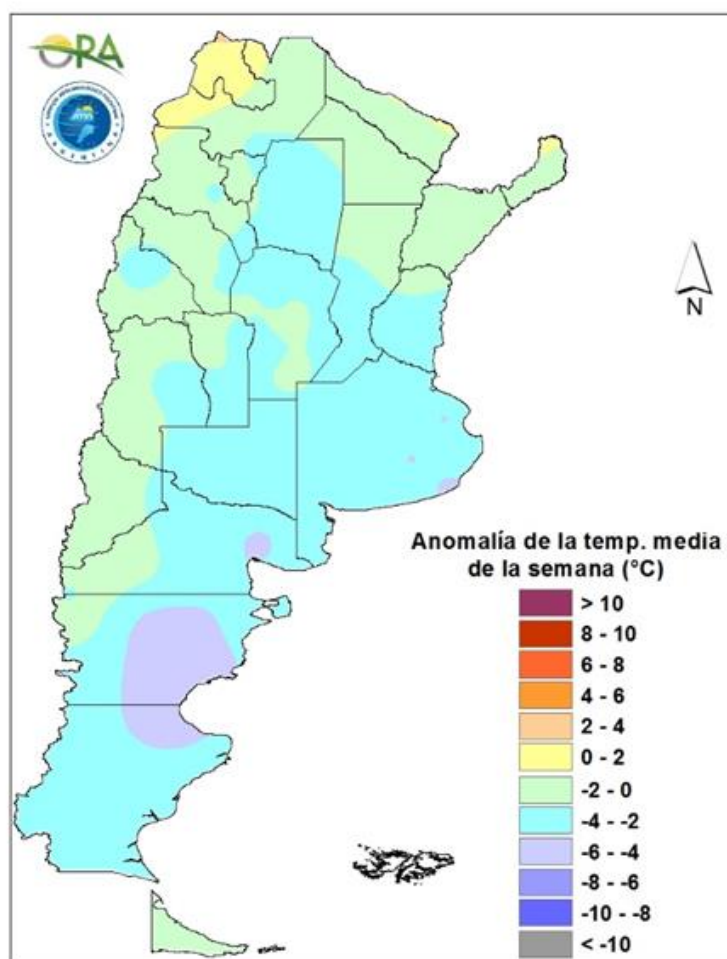 ORA
N
Anomalía de la temp. media
de la semana (°C)
> 10
8 - 10
6 - 8
4 - 6
2 - 4
0 - 2
-2 - 0
-4 - -2
-6 - -4
-8 - -6
-10 - -8
< -10